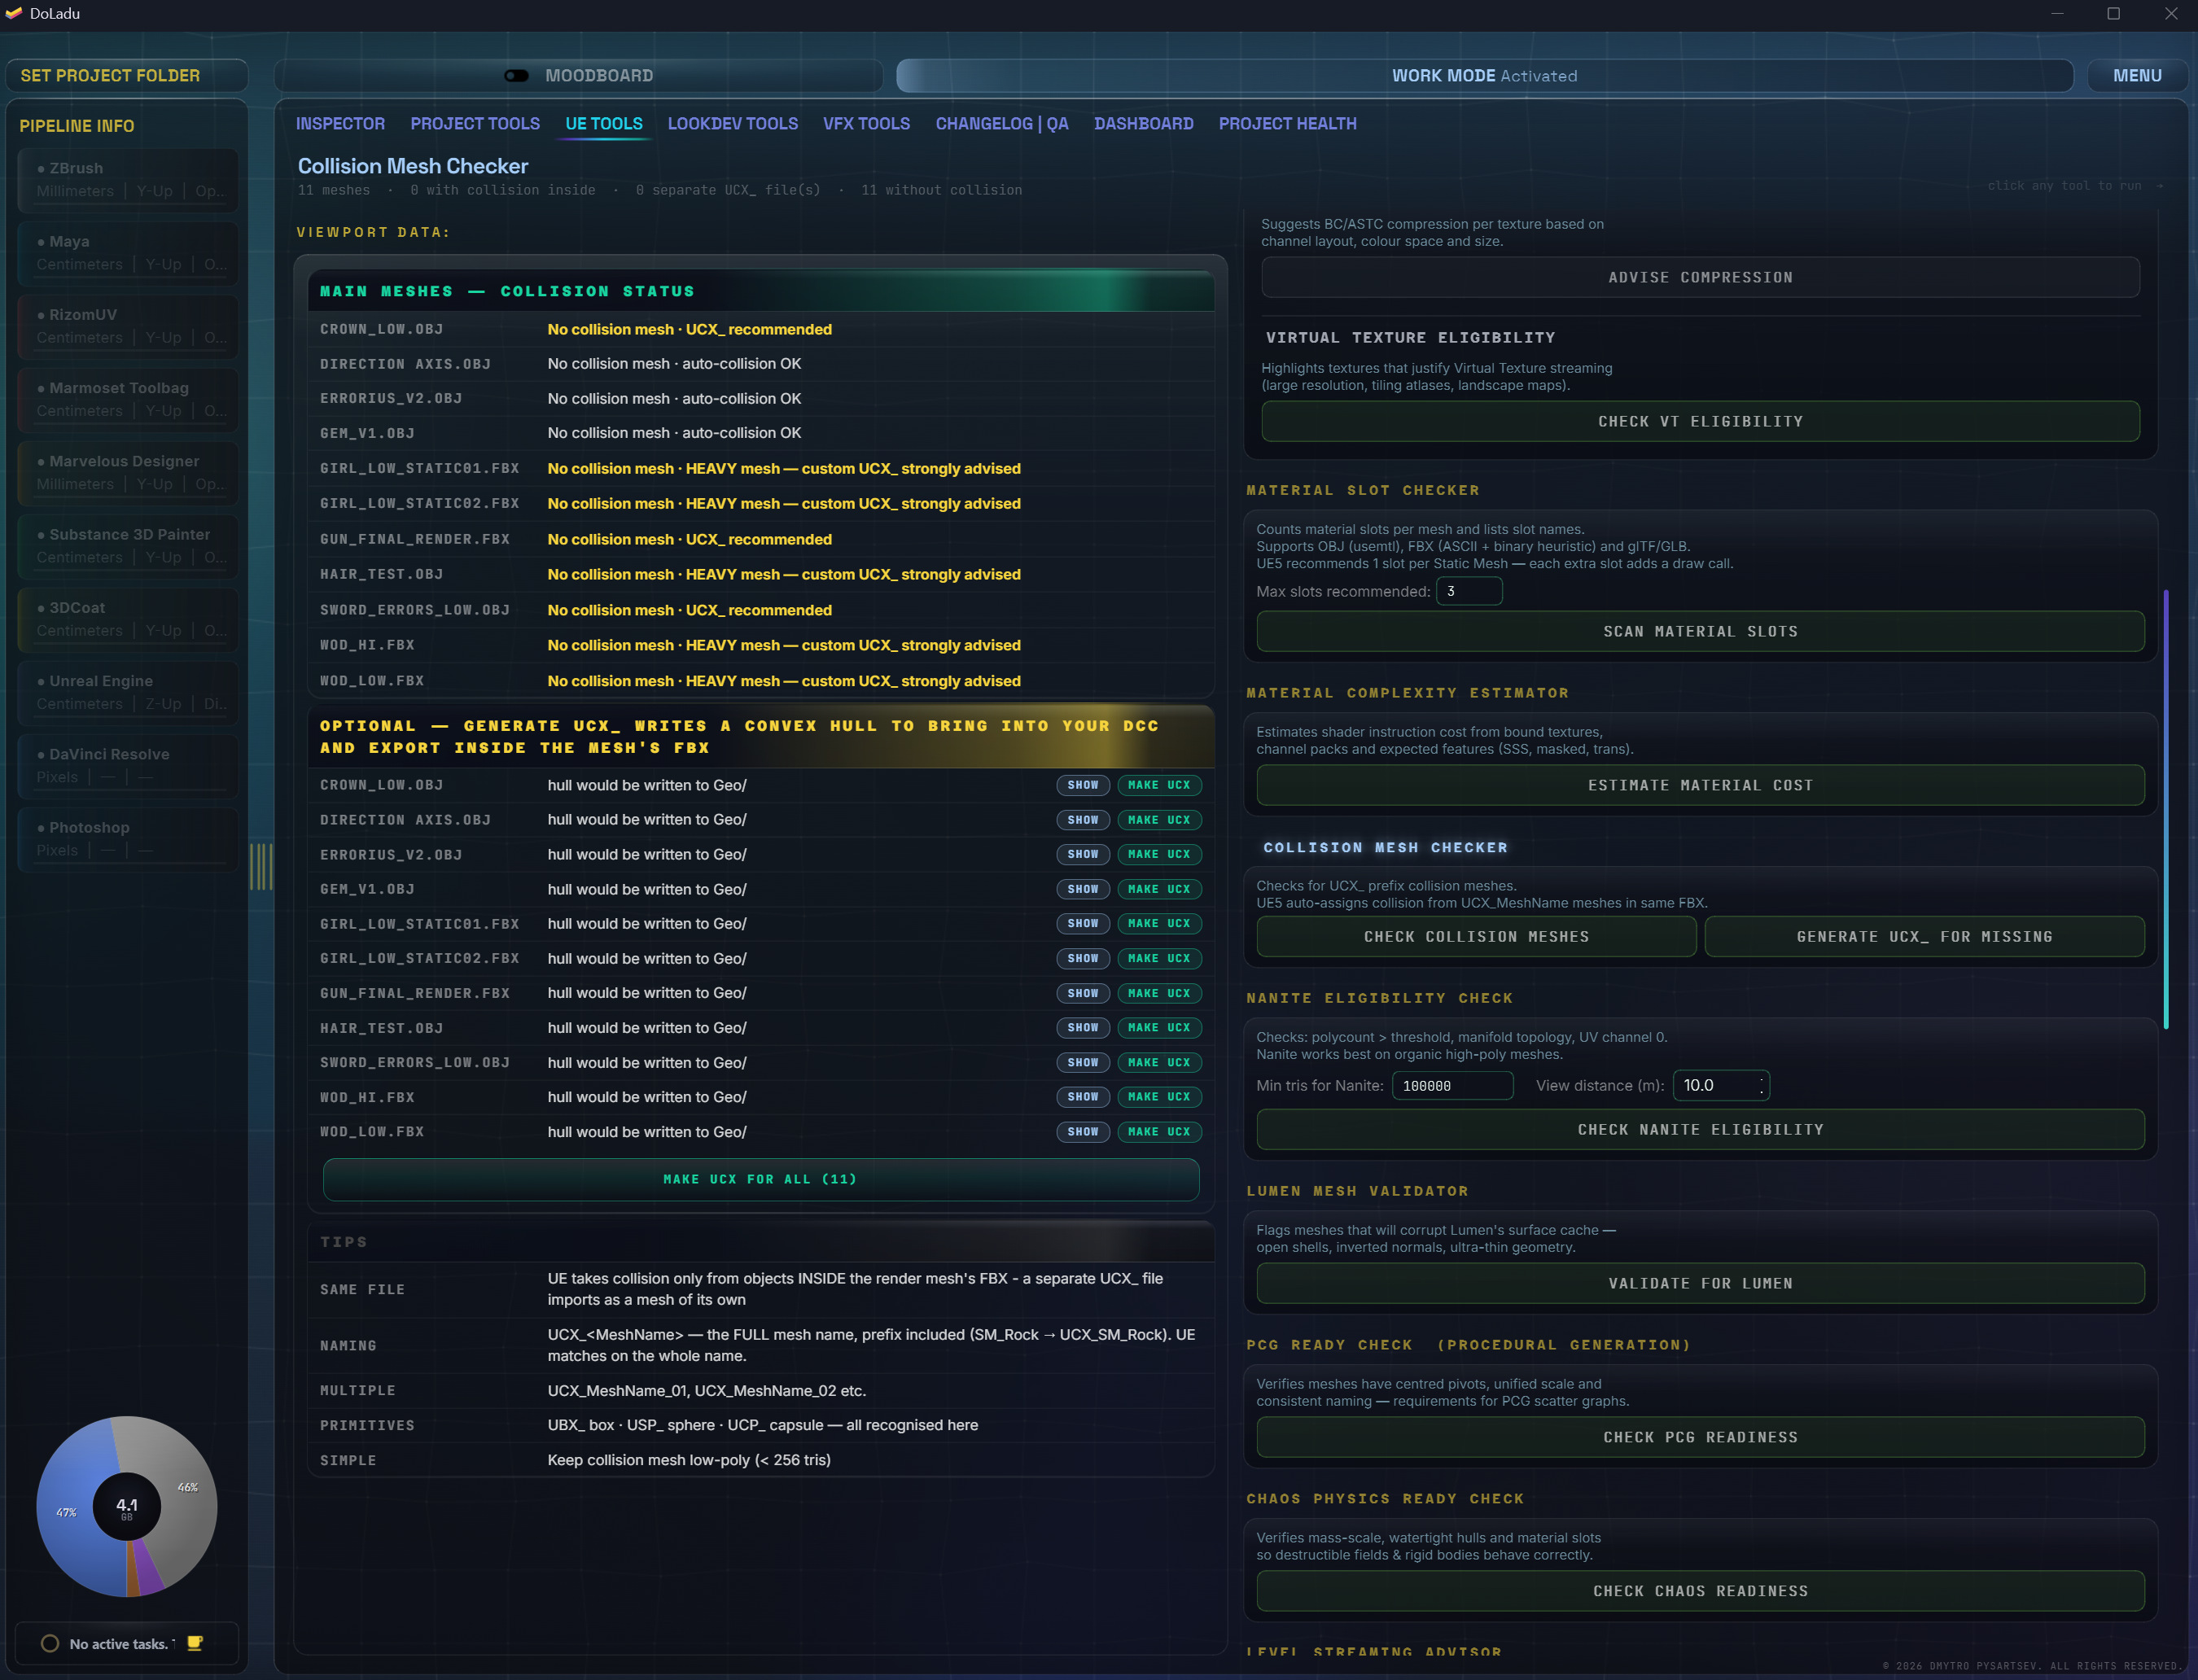 DoLadu
SET PROJECT FOLDER
MOODBOARD
WORK MODE Activated
MENU
PIPELINE INFO
● ZBrush
Millimeters | Y-Up | Op..
● Maya
Centimeters | Y-Up | O...
● RizomUV
Centimeters | Y-Up | O...
● Marmoset Toolbag
Centimeters | Y-Up | O...
● Marvelous Designer
Millimeters | Y-Up | Op..
● Substance 3D Painter
Centimeters | Y-Up | O...
● 3DCoat
Centimeters | Y-Up | O...
● Unreal Engine
Centimeters | Z-Up | Di..
● DaVinci Resolve
Pixels | — | —
● Photoshop
Pixels | — | —
47%
46%
4.1
GB
No active tasks.
INSPECTOR
PROJECT TOOLS
UE TOOLS
LOOKDEV TOOLS
VFX TOOLS
CHANGELOG | QA
DASHBOARD
PROJECT HEALTH
Collision Mesh Checker
11 meshes · 0 with collision inside · 0 separate UCX_ file(s) · 11 without collision
click any tool to run
VIEWPORT DATA:
MAIN MESHES — COLLISION STATUS
CROWN_LOW.OBJ No collision mesh · UCX_ recommended
DIRECTION AXIS.OBJ No collision mesh · auto-collision OK
ERRORIUS_V2.OBJ No collision mesh · auto-collision OK
GEM_V1.OBJ No collision mesh · auto-collision OK
GIRL_LOW_STATIC01.FBX No collision mesh · HEAVY mesh — custom UCX_ strongly advised
GIRL_LOW_STATIC02.FBX No collision mesh · HEAVY mesh — custom UCX_ strongly advised
GUN_FINAL_RENDER.FBX No collision mesh · UCX_ recommended
HAIR_TEST.OBJ No collision mesh · HEAVY mesh — custom UCX_ strongly advised
SWORD_ERRORS_LOW.OBJ No collision mesh · UCX_ recommended
WOD_HI.FBX No collision mesh · HEAVY mesh — custom UCX_ strongly advised
WOD_LOW.FBX No collision mesh · HEAVY mesh — custom UCX_ strongly advised
OPTIONAL — GENERATE UCX_ WRITES A CONVEX HULL TO BRING INTO YOUR DCC
AND EXPORT INSIDE THE MESH'S FBX
CROWN_LOW.OBJ hull would be written to Geo/ SHOW MAKE UCX
DIRECTION AXIS.OBJ hull would be written to Geo/ SHOW MAKE UCX
ERRORIUS_V2.OBJ hull would be written to Geo/ SHOW MAKE UCX
GEM_V1.OBJ hull would be written to Geo/ SHOW MAKE UCX
GIRL_LOW_STATIC01.FBX hull would be written to Geo/ SHOW MAKE UCX
GIRL_LOW_STATIC02.FBX hull would be written to Geo/ SHOW MAKE UCX
GUN_FINAL_RENDER.FBX hull would be written to Geo/ SHOW MAKE UCX
HAIR_TEST.OBJ hull would be written to Geo/ SHOW MAKE UCX
SWORD_ERRORS_LOW.OBJ hull would be written to Geo/ SHOW MAKE UCX
WOD_HI.FBX hull would be written to Geo/ SHOW MAKE UCX
WOD_LOW.FBX hull would be written to Geo/ SHOW MAKE UCX
MAKE UCX FOR ALL (11)
TIPS
SAME FILE UE takes collision only from objects INSIDE the render mesh's FBX - a separate UCX_ file
imports as a mesh of its own
NAMING UCX_<MeshName> — the FULL mesh name, prefix included (SM_Rock → UCX_SM_Rock). UE
matches on the whole name.
MULTIPLE UCX_MeshName_01, UCX_MeshName_02 etc.
PRIMITIVES UBX_ box · USP_ sphere · UCP_ capsule — all recognised here
SIMPLE Keep collision mesh low-poly (< 256 tris)
Suggests BC/ASTC compression per texture based on
channel layout, colour space and size.
ADVISE COMPRESSION
VIRTUAL TEXTURE ELIGIBILITY
Highlights textures that justify Virtual Texture streaming
(large resolution, tiling atlases, landscape maps).
CHECK VT ELIGIBILITY
MATERIAL SLOT CHECKER
Counts material slots per mesh and lists slot names.
Supports OBJ (usemtl), FBX (ASCII + binary heuristic) and glTF/GLB.
UE5 recommends 1 slot per Static Mesh — each extra slot adds a draw call.
Max slots recommended: 3
SCAN MATERIAL SLOTS
MATERIAL COMPLEXITY ESTIMATOR
Estimates shader instruction cost from bound textures,
channel packs and expected features (SSS, masked, trans).
ESTIMATE MATERIAL COST
COLLISION MESH CHECKER
Checks for UCX_ prefix collision meshes.
UE5 auto-assigns collision from UCX_MeshName meshes in same FBX.
CHECK COLLISION MESHES
GENERATE UCX_ FOR MISSING
NANITE ELIGIBILITY CHECK
Checks: polycount > threshold, manifold topology, UV channel 0.
Nanite works best on organic high-poly meshes.
Min tris for Nanite: 100000 View distance (m): 10.0
CHECK NANITE ELIGIBILITY
LUMEN MESH VALIDATOR
Flags meshes that will corrupt Lumen's surface cache —
open shells, inverted normals, ultra-thin geometry.
VALIDATE FOR LUMEN
PCG READY CHECK (PROCEDURAL GENERATION)
Verifies meshes have centred pivots, unified scale and
consistent naming — requirements for PCG scatter graphs.
CHECK PCG READINESS
CHAOS PHYSICS READY CHECK
Verifies mass-scale, watertight hulls and material slots
so destructible fields & rigid bodies behave correctly.
CHECK CHAOS READINESS
LEVEL STREAMING ADVISOR
© 2026 DMYTRO PYSARTSEV. ALL RIGHTS RESERVED.